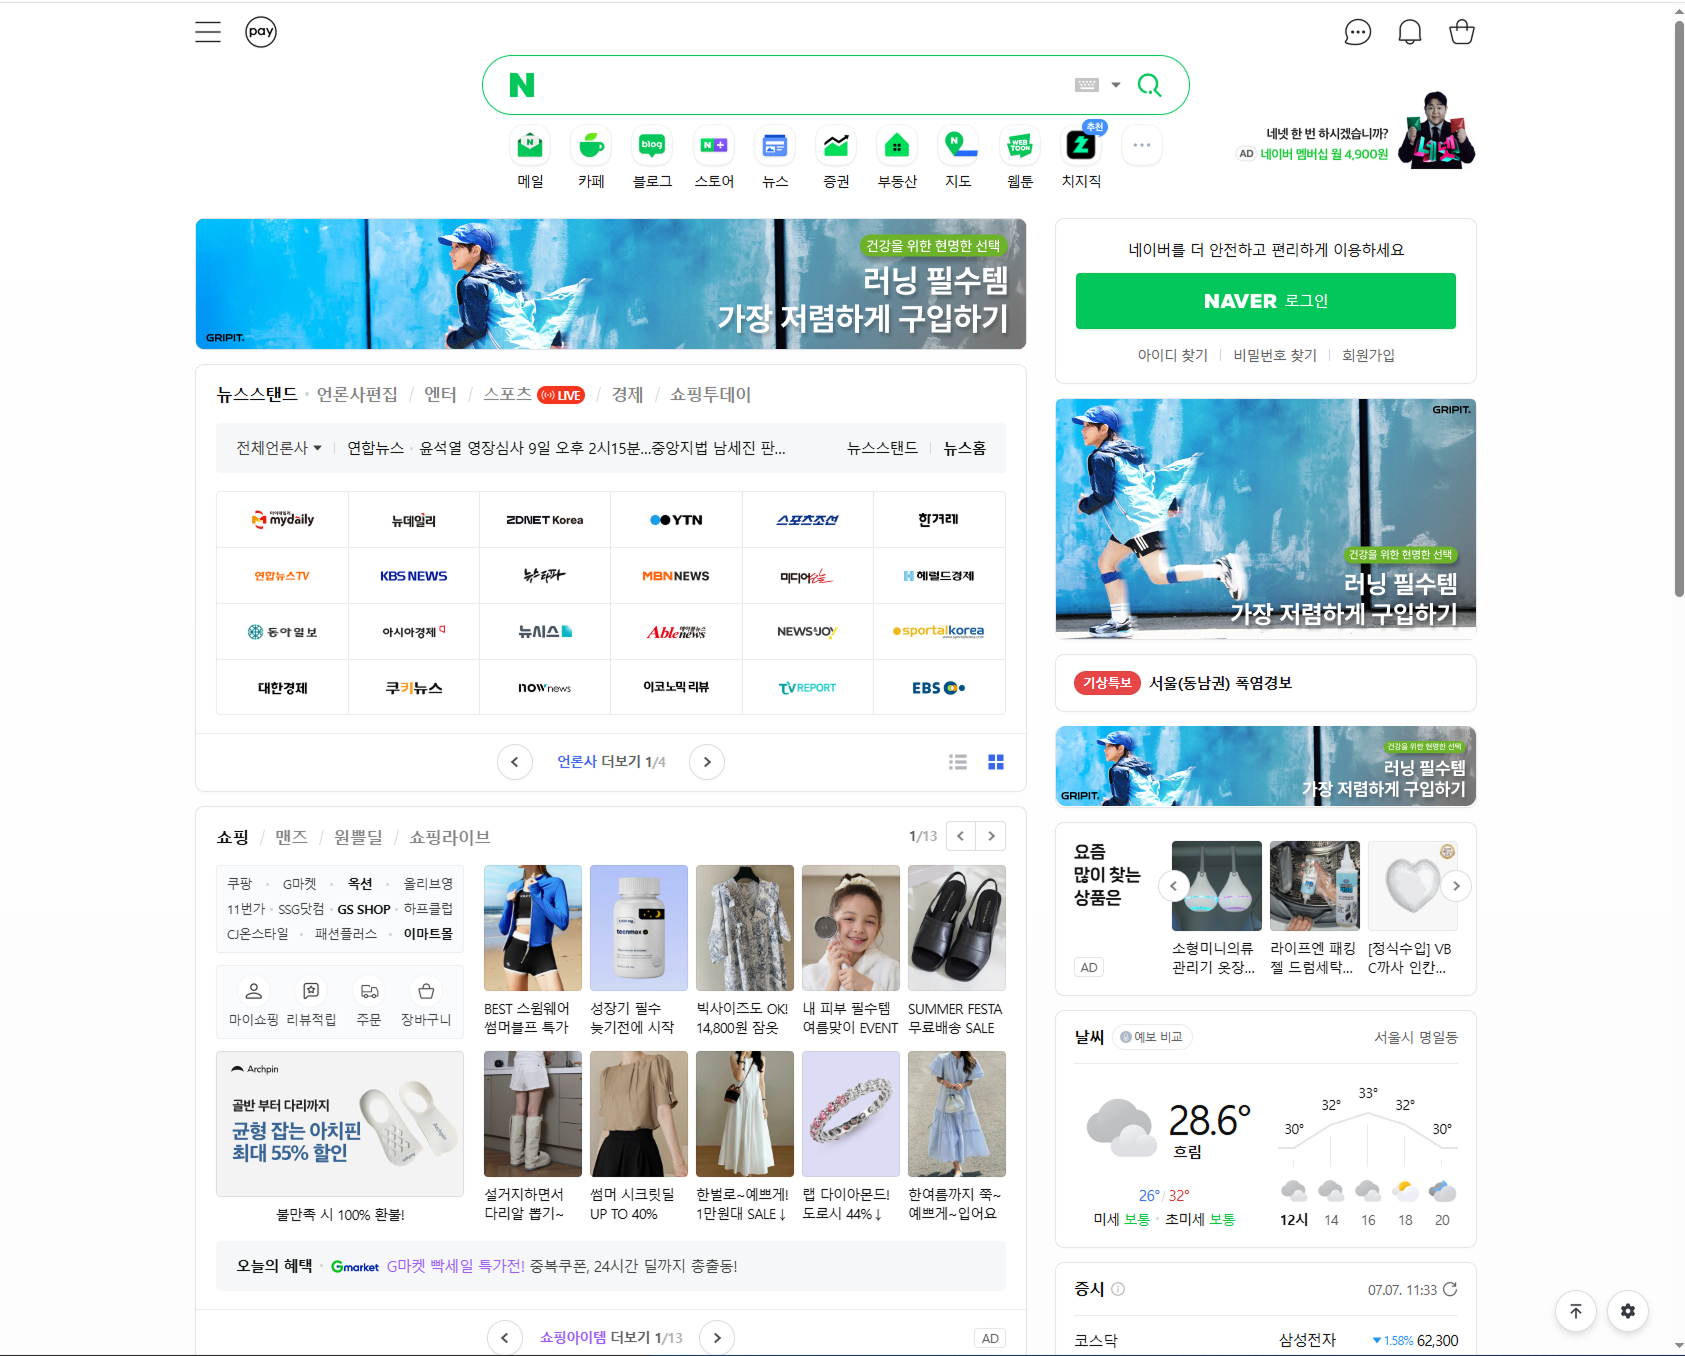 pay
N
메일
카페
blog
블로그
N +
스토어
뉴스
증권
부동산
N
지도
WEB TOON
웹툰
추천
치지직
네넷 한 번 하시겠습니까?
AD 네이버 멤버십 월 4,900원
건강을 위한 현명한 선택
러닝 필수템
가장 저렴하게 구입하기
GRIPIT.
네이버를 더 안전하고 편리하게 이용하세요
NAVER 로그인
아이디 찾기
비밀번호 찾기
회원가입
뉴스스탠드 · 언론사편집 / 엔터 / 스포츠 LIVE / 경제 / 쇼핑투데이
전체언론사
연합뉴스 · 윤석열 영장심사 9일 오후 2시15분...중앙지법 남세진 판...
뉴스스탠드
뉴스홈
마이데일리 mydaily
뉴데일리
ZDNET Korea
YTN
스포츠조선
한겨레
연합뉴스TV
KBS NEWS
뉴스타파
MBN NEWS
미디어오늘
헤럴드경제
동아일보
아시아경제
뉴시스
에이블뉴스 Ablenews
NEWS&JOY
sportalkorea
대한경제
쿠키뉴스
now news
이코노믹 리뷰
TVREPORT
EBS
언론사 더보기 1/4
GRIPIT.
건강을 위한 현명한 선택
러닝 필수템
가장 저렴하게 구입하기
기상특보 서울(동남권) 폭염경보
건강을 위한 현명한 선택
러닝 필수템
가장 저렴하게 구입하기
GRIPIT.
쇼핑 / 맨즈 / 원쁠딜 / 쇼핑라이브
1/13
쿠팡 · G마켓 · 옥션 · 올리브영
11번가 · SSG닷컴 · GS SHOP · 하프클럽
CJ온스타일 · 패션플러스 · 이마트몰
마이쇼핑
리뷰적립
주문
장바구니
Archpin
골반 부터 다리까지
균형 잡는 아치핀
최대 55% 할인
불만족 시 100% 환불!
BEST 스윔웨어
썸머블프 특가
teenmax
성장기 필수
늦기전에 시작
빅사이즈도 OK!
14,800원 잠옷
내 피부 필수템
여름맞이 EVENT
SUMMER FESTA
무료배송 SALE
설거지하면서
다리알 뽑기~
썸머 시크릿딜
UP TO 40%
한벌로~예쁘게!
1만원대 SALE↓
랩 다이아몬드!
도로시 44%↓
한여름까지 쭉~
예쁘게~입어요
오늘의 혜택 · Gmarket G마켓 빡세일 특가전! 중복쿠폰, 24시간 딜까지 총출동!
쇼핑아이템 더보기 1/13
AD
요즘
많이 찾는
상품은
AD
소형미니의류
관리기 옷장...
라이프엔 패킹
젤 드럼세탁...
[정식수입] VB
C까사 인칸...
날씨
예보 비교
서울시 명일동
28.6°
흐림
26° / 32°
미세 보통 · 초미세 보통
30°
32°
33°
32°
30°
12시
14
16
18
20
증시
07.07. 11:33
코스닥
삼성전자 ▼1.58% 62,300